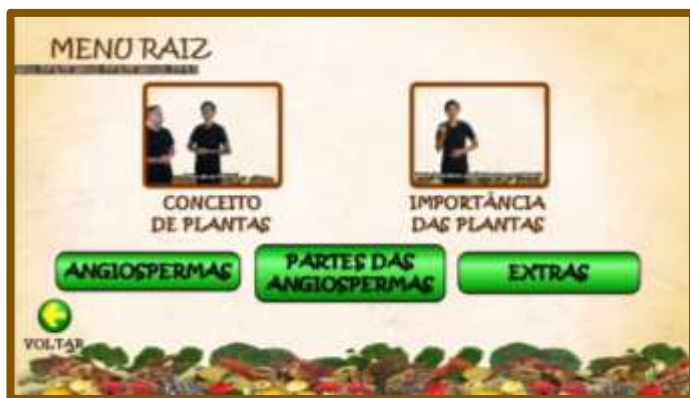 MENU RAIZ
CONCEITO
DE PLANTAS
IMPORTÂNCIA
DAS PLANTAS
ANGIOSPERMAS
PARTES DAS
ANGIOSPERMAS
EXTRAS
VOLTAR